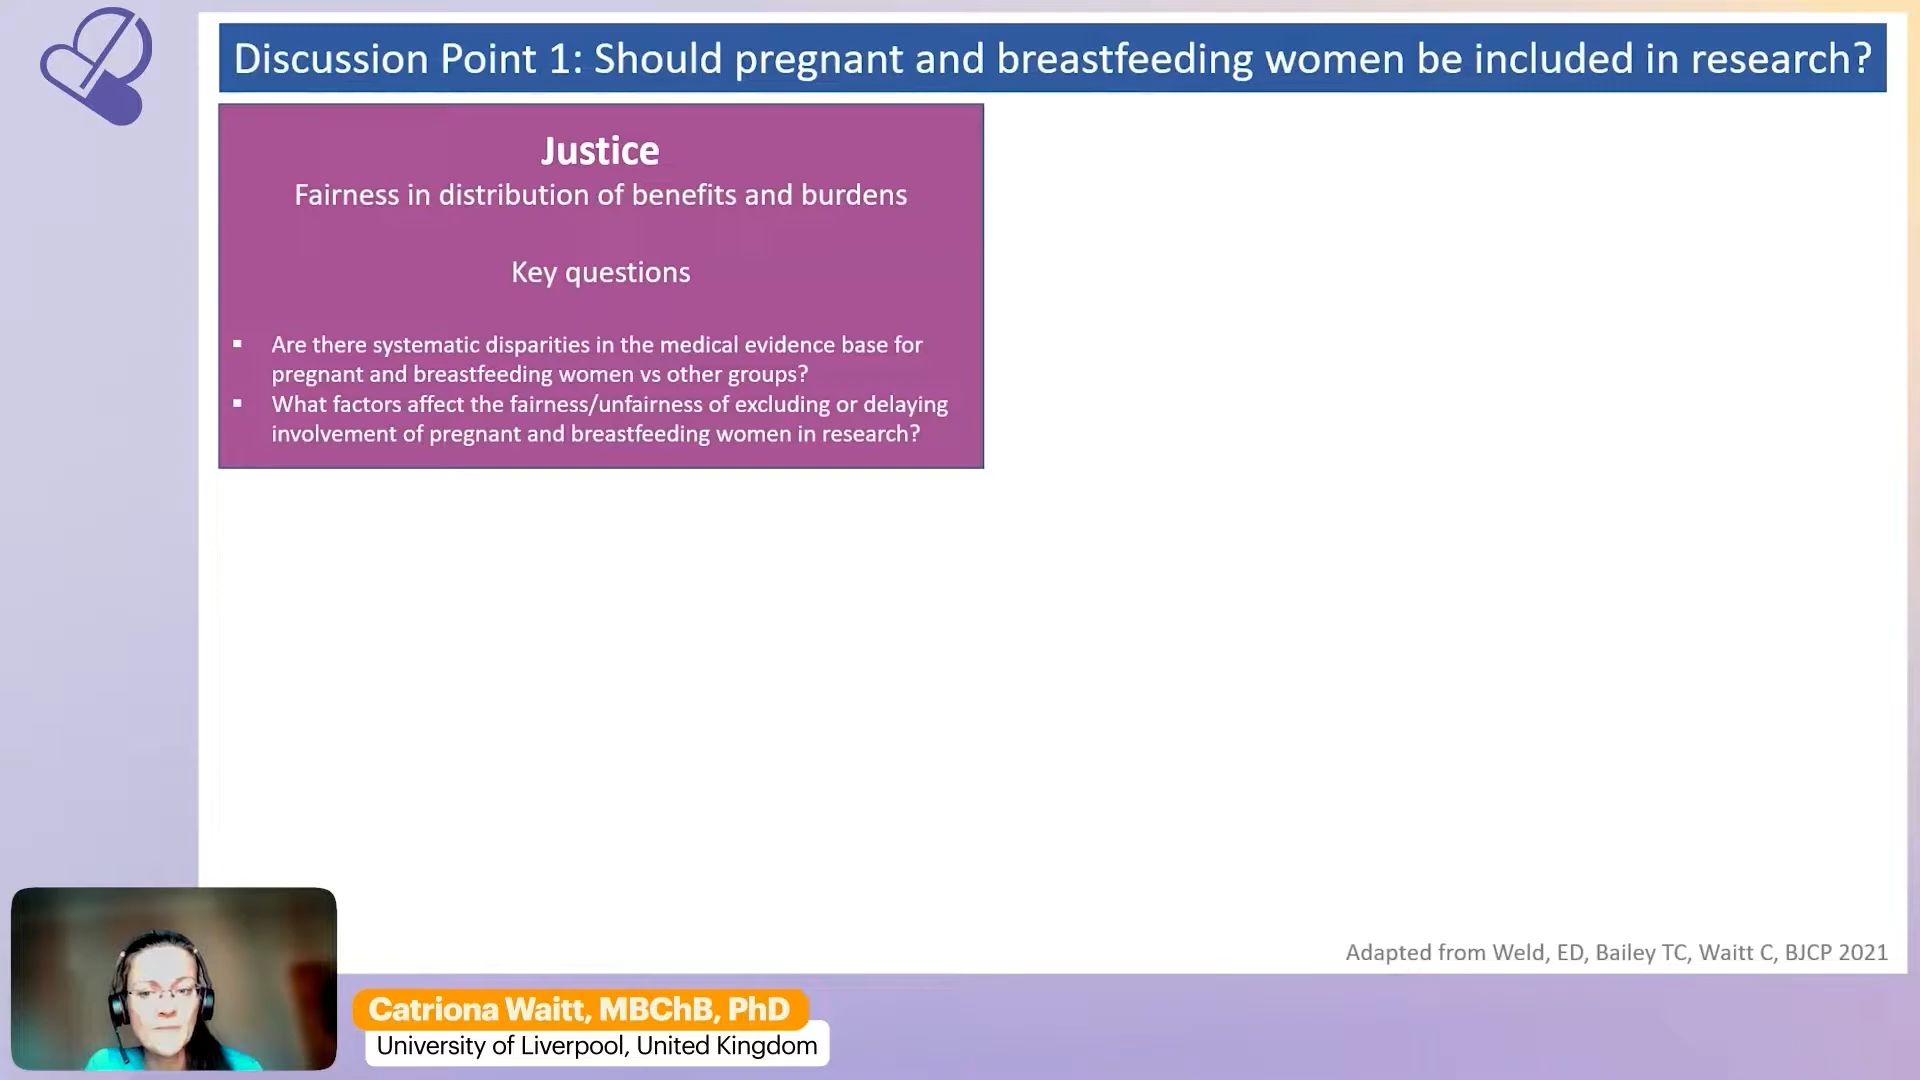 Discussion Point 1: Should pregnant and breastfeeding women be included in research?
Justice
Fairness in distribution of benefits and burdens
Key questions
▪ Are there systematic disparities in the medical evidence base for
pregnant and breastfeeding women vs other groups?
▪ What factors affect the fairness/unfairness of excluding or delaying
involvement of pregnant and breastfeeding women in research?
Adapted from Weld, ED, Bailey TC, Waitt C, BJCP 2021
Catriona Waitt, MBChB, PhD
University of Liverpool, United Kingdom